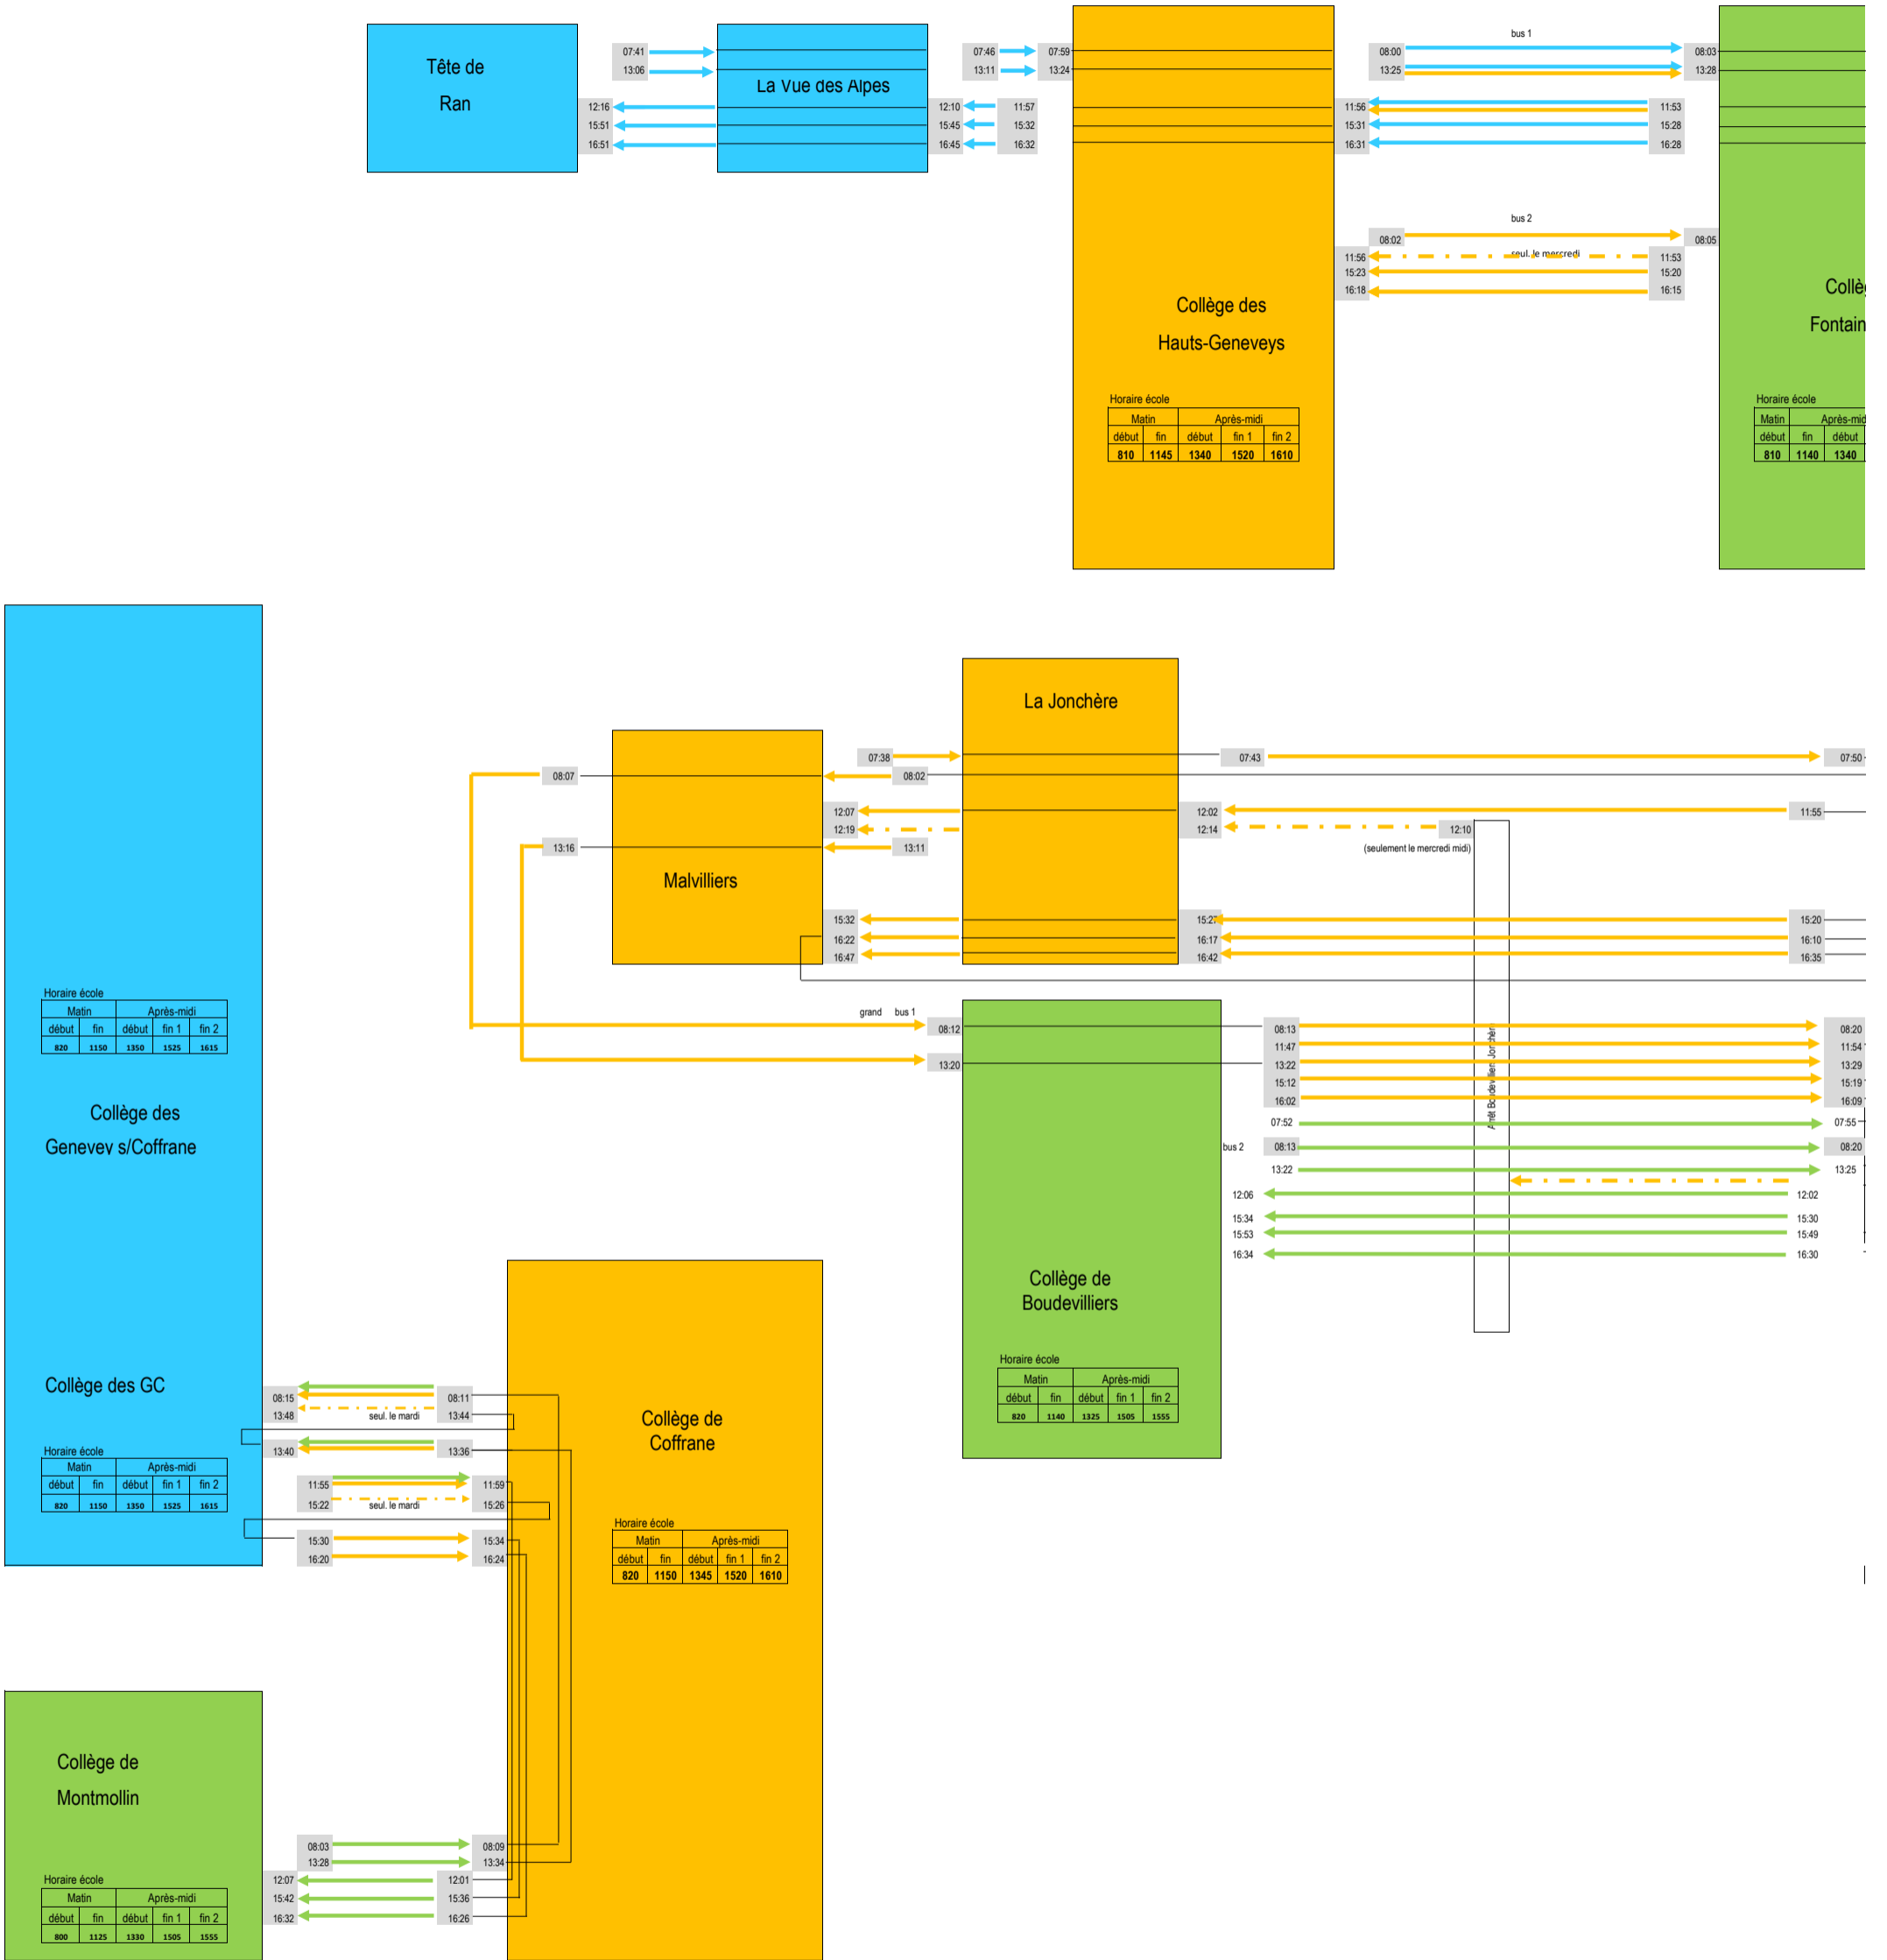 bus 1
07:41 07:46 07:59 08:00 08:03
Tête de
13:06 13:11 13:24 13:25 13:28
Ran
La Vue des Alpes
12:16 12:10 11:57 11:56 11:53
15:51 15:45 15:32 15:31 15:28
16:51 16:45 16:32 16:31 16:28
bus 2
08:02 08:05
seul. le mercredi
11:56 11:53
15:23 15:20
16:18 16:15
Collège des
Hauts-Geneveys
Collè
Fontain
Horaire école
Matin Après-midi
début fin début fin 1 fin 2
810 1145 1340 1520 1610
Horaire école
Matin Après-mid
début fin début
810 1140 1340
La Jonchère
07:38 07:43 07:50
08:07 08:02
12:07 12:02 11:55
12:19 12:14 12:10
13:16 13:11 (seulement le mercredi midi)
Malvilliers
15:32 15:27 15:20
16:22 16:17 16:10
16:47 16:42 16:35
Horaire école
Matin Après-midi
début fin début fin 1 fin 2
820 1150 1350 1525 1615
Collège des
Geneveys/Coffrane
grand bus 1
08:12 08:13 08:20
11:47 11:54
13:20 13:22 13:29
15:12 15:19
16:02 16:09
Arrêt Boudevilliers Jonchère
07:52 07:55
bus 2 08:13 08:20
13:22 13:25
12:06 12:02
15:34 15:30
15:53 15:49
16:34 16:30
Collège de
Boudevilliers
Horaire école
Matin Après-midi
début fin début fin 1 fin 2
820 1140 1325 1505 1555
Collège des GC
08:15 08:11
13:48 seul. le mardi 13:44
13:40 13:36
Horaire école
Matin Après-midi
début fin début fin 1 fin 2
820 1150 1350 1525 1615
11:55 11:59
15:22 seul. le mardi 15:26
15:30 15:34
16:20 16:24
Collège de
Coffrane
Horaire école
Matin Après-midi
début fin début fin 1 fin 2
820 1150 1345 1520 1610
Collège de
Montmollin
08:03 08:09
13:28 13:34
12:07 12:01
15:42 15:36
16:32 16:26
Horaire école
Matin Après-midi
début fin début fin 1 fin 2
800 1125 1330 1505 1555